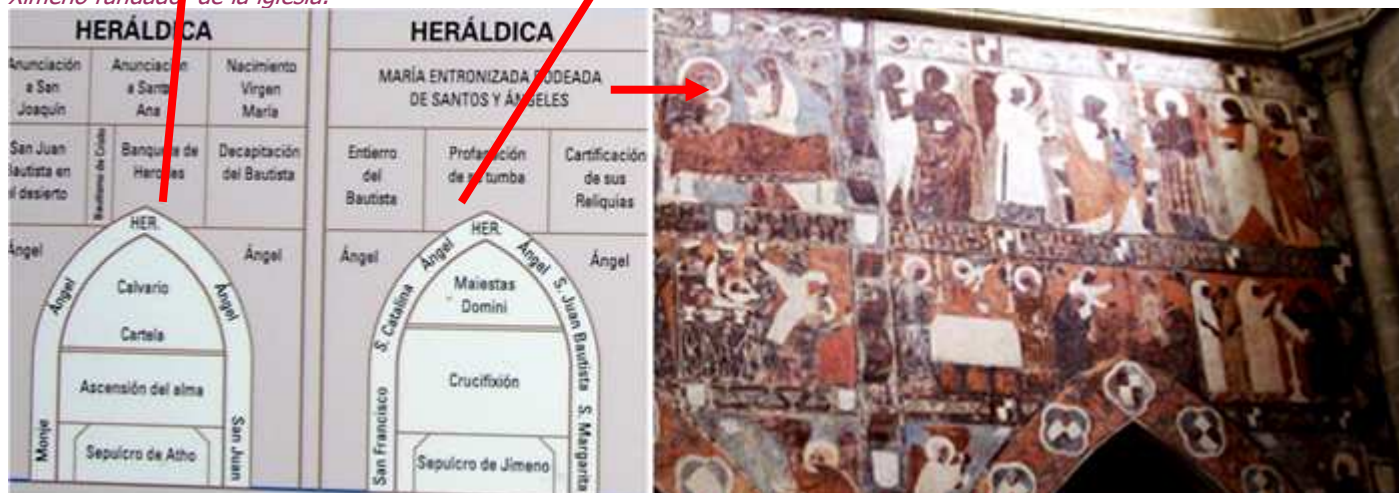 Ximeno fundador de la iglesia.
HERÁLDICA
Anunciación
a San
Joaquín
Anunciación
a Santa
Ana
Nacimiento
Virgen
María
San Juan
Bautista en
el desierto
Bautismo de Cristo
Banquete de
Herodes
Decapitación
del Bautista
HER.
Ángel
Ángel
Ángel
Ángel
Calvario
Cartela
Ascensión del alma
Monje
San Juan
Sepulcro de Atho
HERÁLDICA
MARÍA ENTRONIZADA RODEADA
DE SANTOS Y ÁNGELES
Entierro
del
Bautista
Profanación
de su tumba
Cartificación
de sus
Reliquias
HER.
Ángel
Ángel
Ángel
Ángel
S. Catalina
S. Juan Bautista
Maiestas
Domini
Crucifixión
San Francisco
S. Margarita
Sepulcro de Jimeno